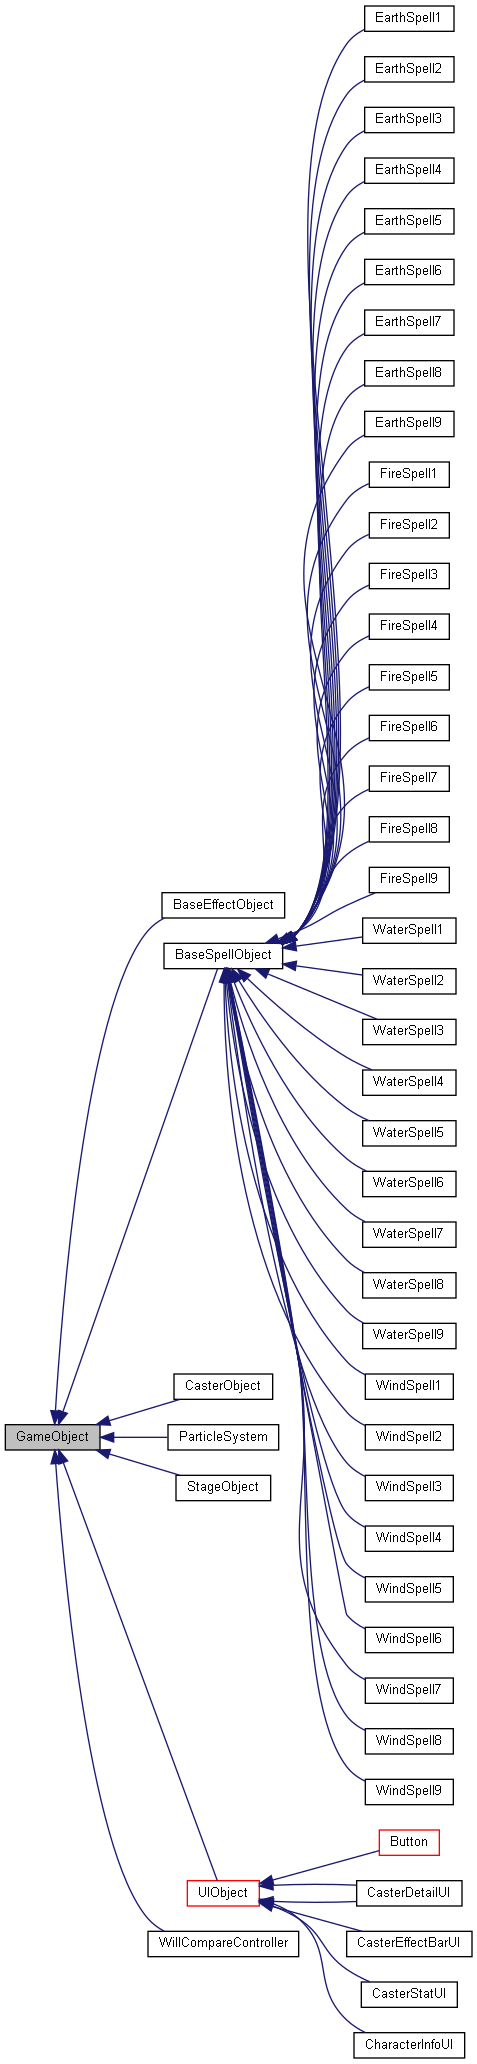 EarthSpell1
EarthSpell2
EarthSpell3
EarthSpell4
EarthSpell5
EarthSpell6
EarthSpell7
EarthSpell8
EarthSpell9
FireSpell1
FireSpell2
FireSpell3
FireSpell4
FireSpell5
FireSpell6
FireSpell7
FireSpell8
FireSpell9
BaseEffectObject
WaterSpell1
BaseSpellObject
WaterSpell2
WaterSpell3
WaterSpell4
WaterSpell5
WaterSpell6
WaterSpell7
WaterSpell8
WaterSpell9
CasterObject
WindSpell1
GameObject
ParticleSystem
WindSpell2
StageObject
WindSpell3
WindSpell4
WindSpell5
WindSpell6
WindSpell7
WindSpell8
WindSpell9
Button
UIObject
CasterDetailUI
WillCompareController
CasterEffectBarUI
CasterStatUI
CharacterInfoUI